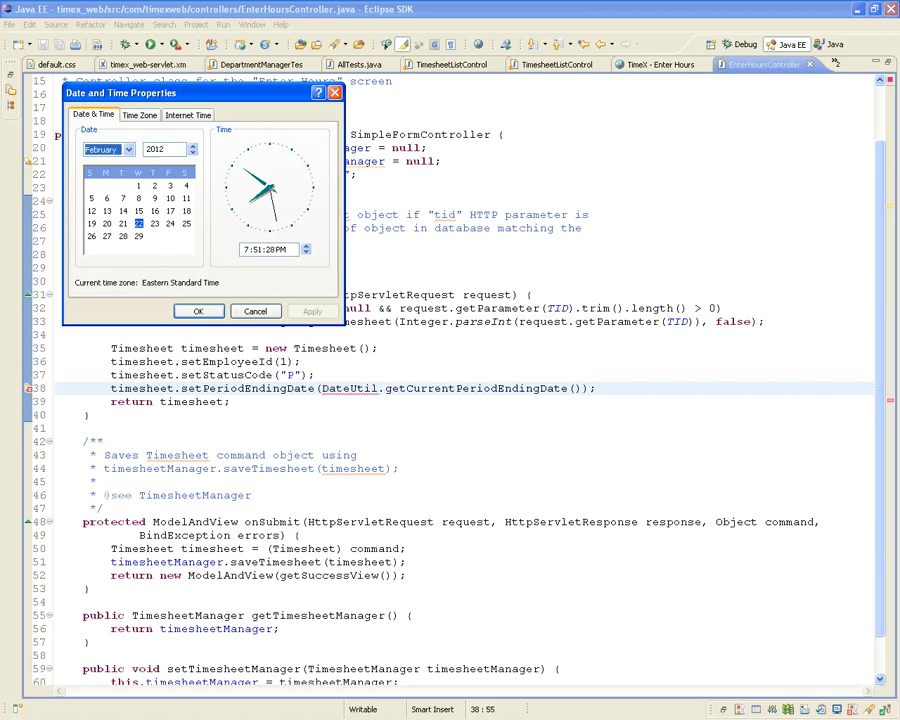 Java EE - timex_web/src/com/timexweb/controllers/EnterHoursController.java - Eclipse SDK
File Edit Source Refactor Navigate Search Project Run Window Help
Debug Java EE Java
default.css timex_web-servlet.xm DepartmentManagerTes AllTests.java TimesheetListControl TimesheetListControl TimeX - Enter Hours EnterHoursController 2
15 * Controller class for the "Enter Hours" screen
16
17
18
19 SimpleFormController {
20 ager = null;
21 anager = null;
22 ";
23
24
25 t object if "tid" HTTP parameter is
26 of object in database matching the
27
28
29
30
31 tpServletRequest request) {
32 null && request.getParameter(TID).trim().length() > 0)
33 mesheet(Integer.parseInt(request.getParameter(TID)), false);
34
35 Timesheet timesheet = new Timesheet();
36 timesheet.setEmployeeId(1);
37 timesheet.setStatusCode("P");
38 timesheet.setPeriodEndingDate(DateUtil.getCurrentPeriodEndingDate());
39 return timesheet;
40 }
41
42 /**
43 * Saves Timesheet command object using
44 * timesheetManager.saveTimesheet(timesheet);
45 *
46 * @see TimesheetManager
47 */
48 protected ModelAndView onSubmit(HttpServletRequest request, HttpServletResponse response, Object command,
49 BindException errors) {
50 Timesheet timesheet = (Timesheet) command;
51 timesheetManager.saveTimesheet(timesheet);
52 return new ModelAndView(getSuccessView());
53 }
54
55 public TimesheetManager getTimesheetManager() {
56 return timesheetManager;
57 }
58
59 public void setTimesheetManager(TimesheetManager timesheetManager) {
60 this.timesheetManager = timesheetManager;
Date and Time Properties
Date & Time Time Zone Internet Time
Date
February 2012
S M T W T F S
1 2 3 4
5 6 7 8 9 10 11
12 13 14 15 16 17 18
19 20 21 22 23 24 25
26 27 28 29
Time
7:51:28PM
Current time zone: Eastern Standard Time
OK Cancel Apply
Writable Smart Insert 38 : 55